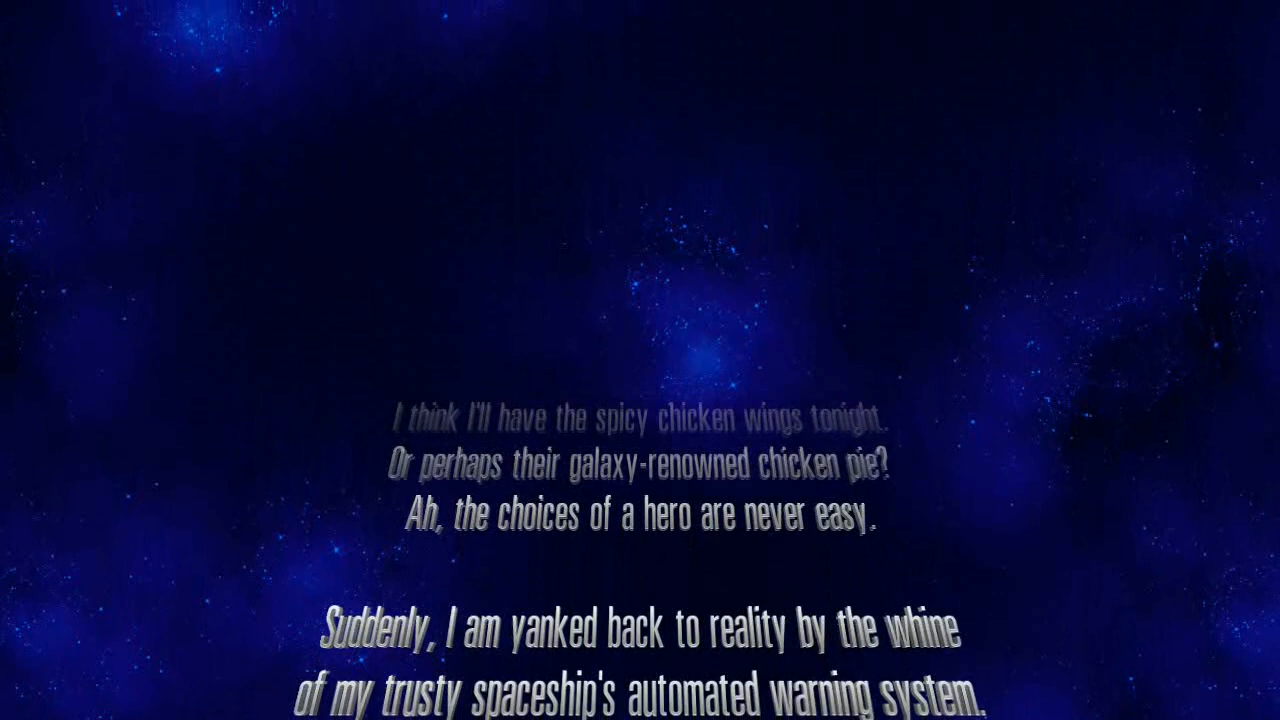 I think I'll have the spicy chicken wings tonight.
Or perhaps their galaxy-renowned chicken pie?
Ah, the choices of a hero are never easy.
Suddenly, I am yanked back to reality by the whine
of my trusty spaceship's automated warning system.